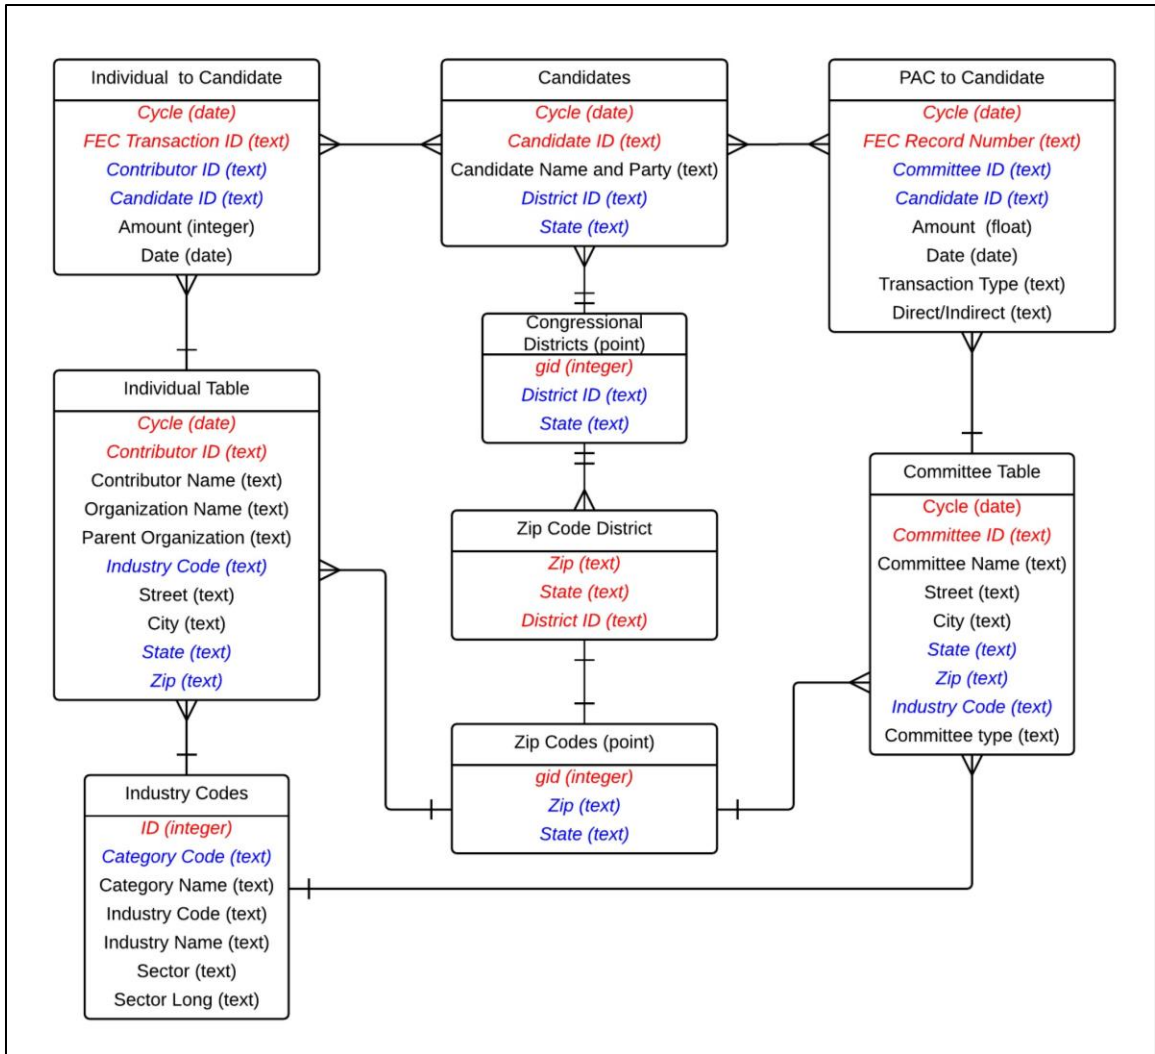 Individual to Candidate
Cycle (date)
FEC Transaction ID (text)
Contributor ID (text)
Candidate ID (text)
Amount (integer)
Date (date)
Candidates
Cycle (date)
Candidate ID (text)
Candidate Name and Party (text)
District ID (text)
State (text)
PAC to Candidate
Cycle (date)
FEC Record Number (text)
Committee ID (text)
Candidate ID (text)
Amount (float)
Date (date)
Transaction Type (text)
Direct/Indirect (text)
Congressional
Districts (point)
gid (integer)
District ID (text)
State (text)
Individual Table
Cycle (date)
Contributor ID (text)
Contributor Name (text)
Organization Name (text)
Parent Organization (text)
Industry Code (text)
Street (text)
City (text)
State (text)
Zip (text)
Zip Code District
Zip (text)
State (text)
District ID (text)
Committee Table
Cycle (date)
Committee ID (text)
Committee Name (text)
Street (text)
City (text)
State (text)
Zip (text)
Industry Code (text)
Committee type (text)
Zip Codes (point)
gid (integer)
Zip (text)
State (text)
Industry Codes
ID (integer)
Category Code (text)
Category Name (text)
Industry Code (text)
Industry Name (text)
Sector (text)
Sector Long (text)